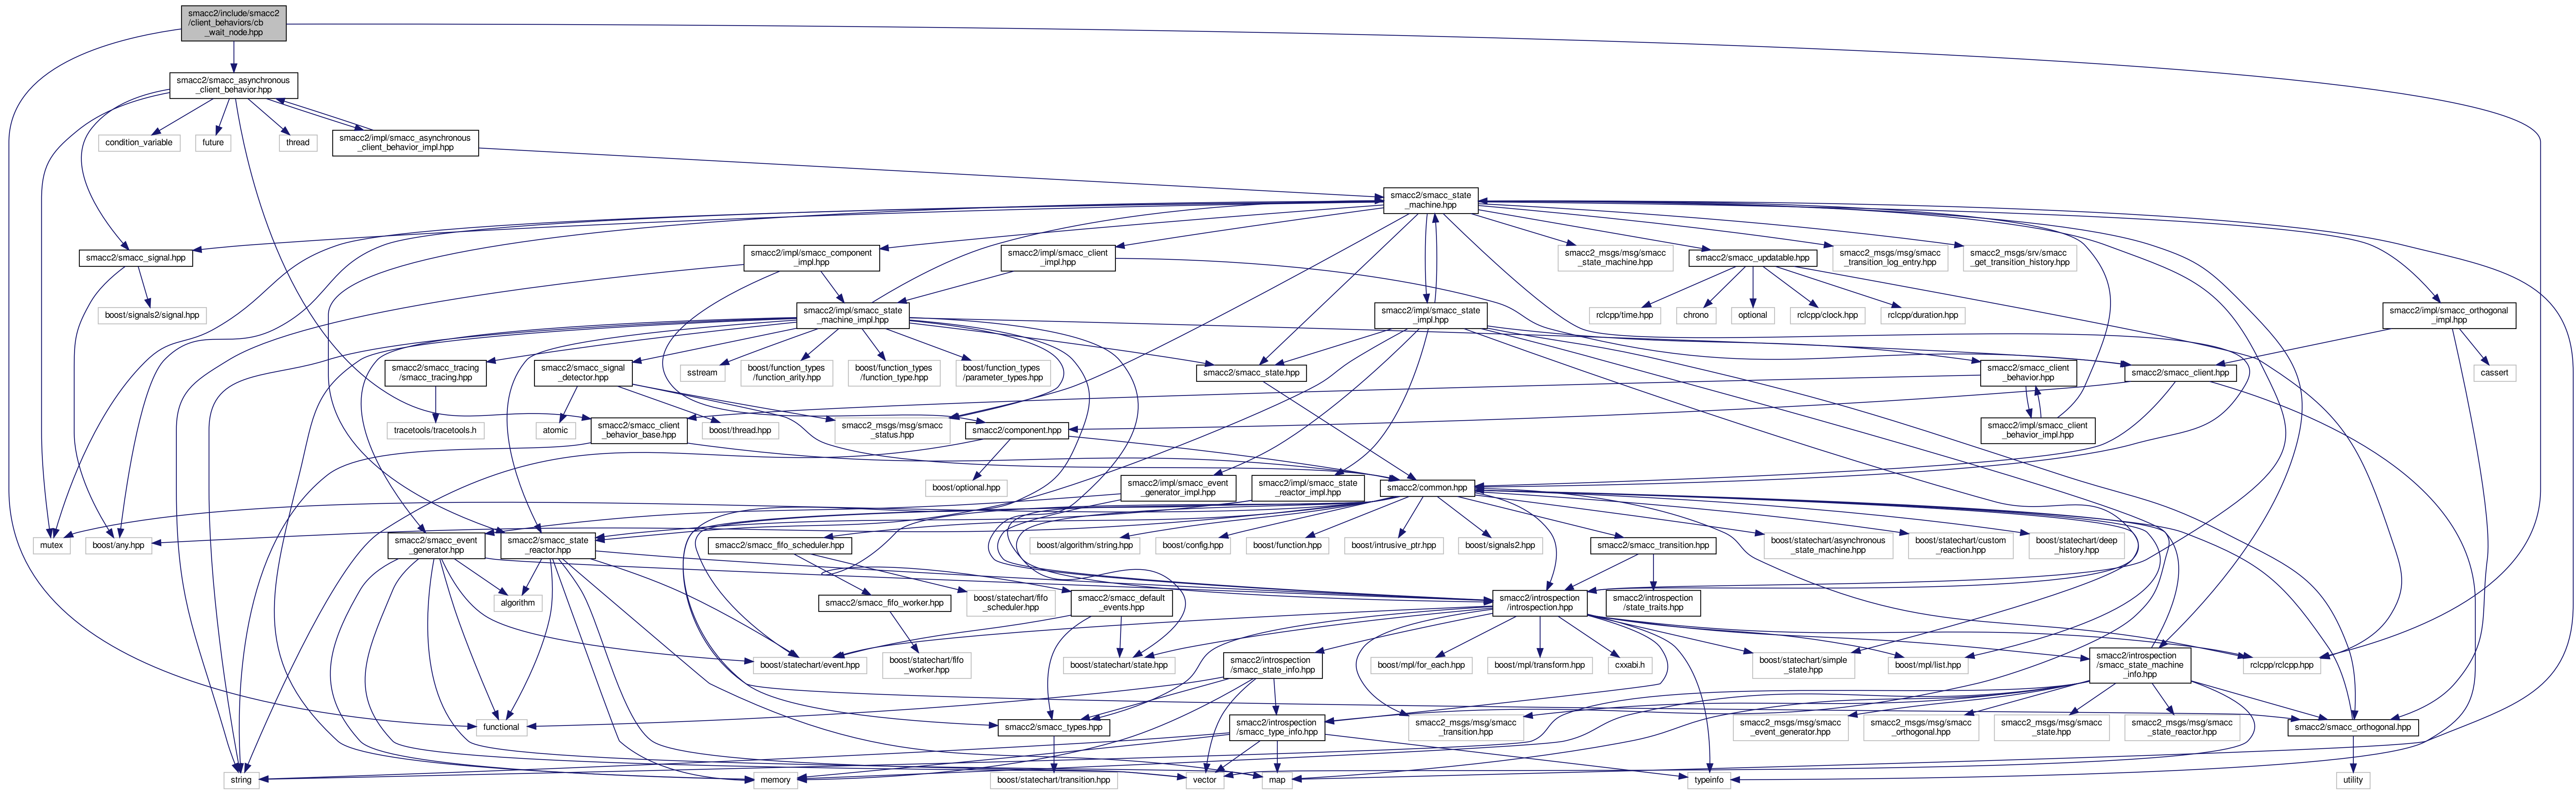 smacc2/include/smacc2
/client_behaviors/cb
_wait_node.hpp
smacc2/smacc_asynchronous
_client_behavior.hpp
condition_variable
future
thread
smacc2/impl/smacc_asynchronous
_client_behavior_impl.hpp
smacc2/smacc_state
_machine.hpp
smacc2/smacc_signal.hpp
smacc2/impl/smacc_component
_impl.hpp
smacc2/impl/smacc_client
_impl.hpp
smacc2_msgs/msg/smacc
_state_machine.hpp
smacc2/smacc_updatable.hpp
smacc2_msgs/msg/smacc
_transition_log_entry.hpp
smacc2_msgs/srv/smacc
_get_transition_history.hpp
boost/signals2/signal.hpp
smacc2/impl/smacc_state
_machine_impl.hpp
smacc2/impl/smacc_state
_impl.hpp
rclcpp/time.hpp
chrono
optional
rclcpp/clock.hpp
rclcpp/duration.hpp
smacc2/impl/smacc_orthogonal
_impl.hpp
smacc2/smacc_tracing
/smacc_tracing.hpp
smacc2/smacc_signal
_detector.hpp
sstream
boost/function_types
/function_arity.hpp
boost/function_types
/function_type.hpp
boost/function_types
/parameter_types.hpp
smacc2/smacc_state.hpp
smacc2/smacc_client
_behavior.hpp
smacc2/smacc_client.hpp
cassert
tracetools/tracetools.h
atomic
smacc2/smacc_client
_behavior_base.hpp
boost/thread.hpp
smacc2_msgs/msg/smacc
_status.hpp
smacc2/component.hpp
smacc2/impl/smacc_client
_behavior_impl.hpp
boost/optional.hpp
smacc2/impl/smacc_event
_generator_impl.hpp
smacc2/impl/smacc_state
_reactor_impl.hpp
smacc2/common.hpp
mutex
boost/any.hpp
smacc2/smacc_event
_generator.hpp
smacc2/smacc_state
_reactor.hpp
smacc2/smacc_fifo_scheduler.hpp
boost/algorithm/string.hpp
boost/config.hpp
boost/function.hpp
boost/intrusive_ptr.hpp
boost/signals2.hpp
smacc2/smacc_transition.hpp
boost/statechart/asynchronous
_state_machine.hpp
boost/statechart/custom
_reaction.hpp
boost/statechart/deep
_history.hpp
algorithm
smacc2/smacc_fifo_worker.hpp
boost/statechart/fifo
_scheduler.hpp
smacc2/smacc_default
_events.hpp
smacc2/introspection
/introspection.hpp
smacc2/introspection
/state_traits.hpp
boost/statechart/event.hpp
boost/statechart/fifo
_worker.hpp
boost/statechart/state.hpp
smacc2/introspection
/smacc_state_info.hpp
boost/mpl/for_each.hpp
boost/mpl/transform.hpp
cxxabi.h
boost/statechart/simple
_state.hpp
boost/mpl/list.hpp
smacc2/introspection
/smacc_state_machine
_info.hpp
rclcpp/rclcpp.hpp
functional
smacc2/smacc_types.hpp
smacc2/introspection
/smacc_type_info.hpp
smacc2_msgs/msg/smacc
_transition.hpp
smacc2_msgs/msg/smacc
_event_generator.hpp
smacc2_msgs/msg/smacc
_orthogonal.hpp
smacc2_msgs/msg/smacc
_state.hpp
smacc2_msgs/msg/smacc
_state_reactor.hpp
smacc2/smacc_orthogonal.hpp
string
memory
boost/statechart/transition.hpp
vector
map
typeinfo
utility